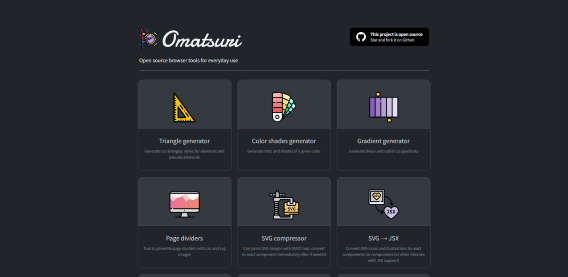 Omatsuri
This project is open source
Star and fork it on Github
Open source browser tools for everyday use
Triangle generator
Generate css triangles styles for elements and
pseudo-elements
Color shades generator
Generate tints and shades of a given color
Gradient generator
Generate linear and radial css gradients
Page dividers
Tool to generate page dividers with css and svg
images
SVG compressor
Compress SVG images with SVGO tool, convert
to react component immediately after if needed
SVG → JSX
Convert SVG icons and illustrations to react
components on components for other libraries
with JSX support